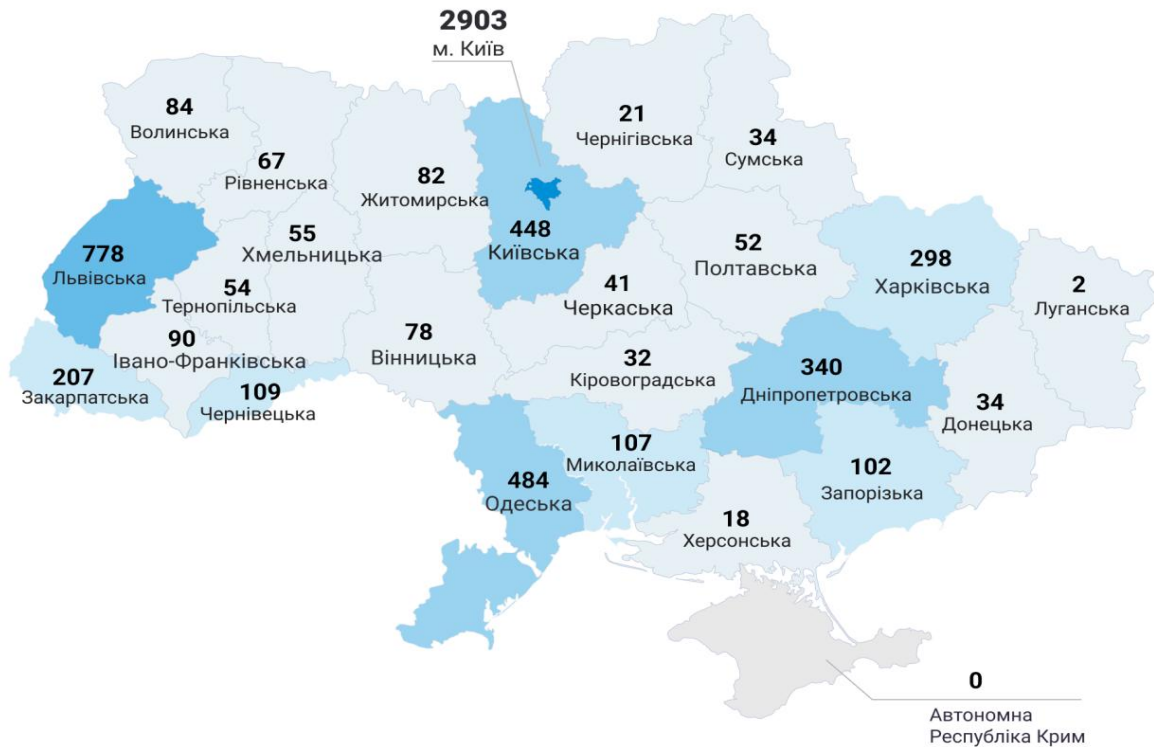 2903
м. Київ
84
Волинська
67
Рівненська
82
Житомирська
21
Чернігівська
34
Сумська
778
Львівська
55
Хмельницька
54
Тернопільська
448
Київська
41
Черкаська
52
Полтавська
298
Харківська
2
Луганська
90
Івано-Франківська
207
Закарпатська
109
Чернівецька
78
Вінницька
32
Кіровоградська
340
Дніпропетровська
34
Донецька
484
Одеська
107
Миколаївська
102
Запорізька
18
Херсонська
0
Автономна
Республіка Крим